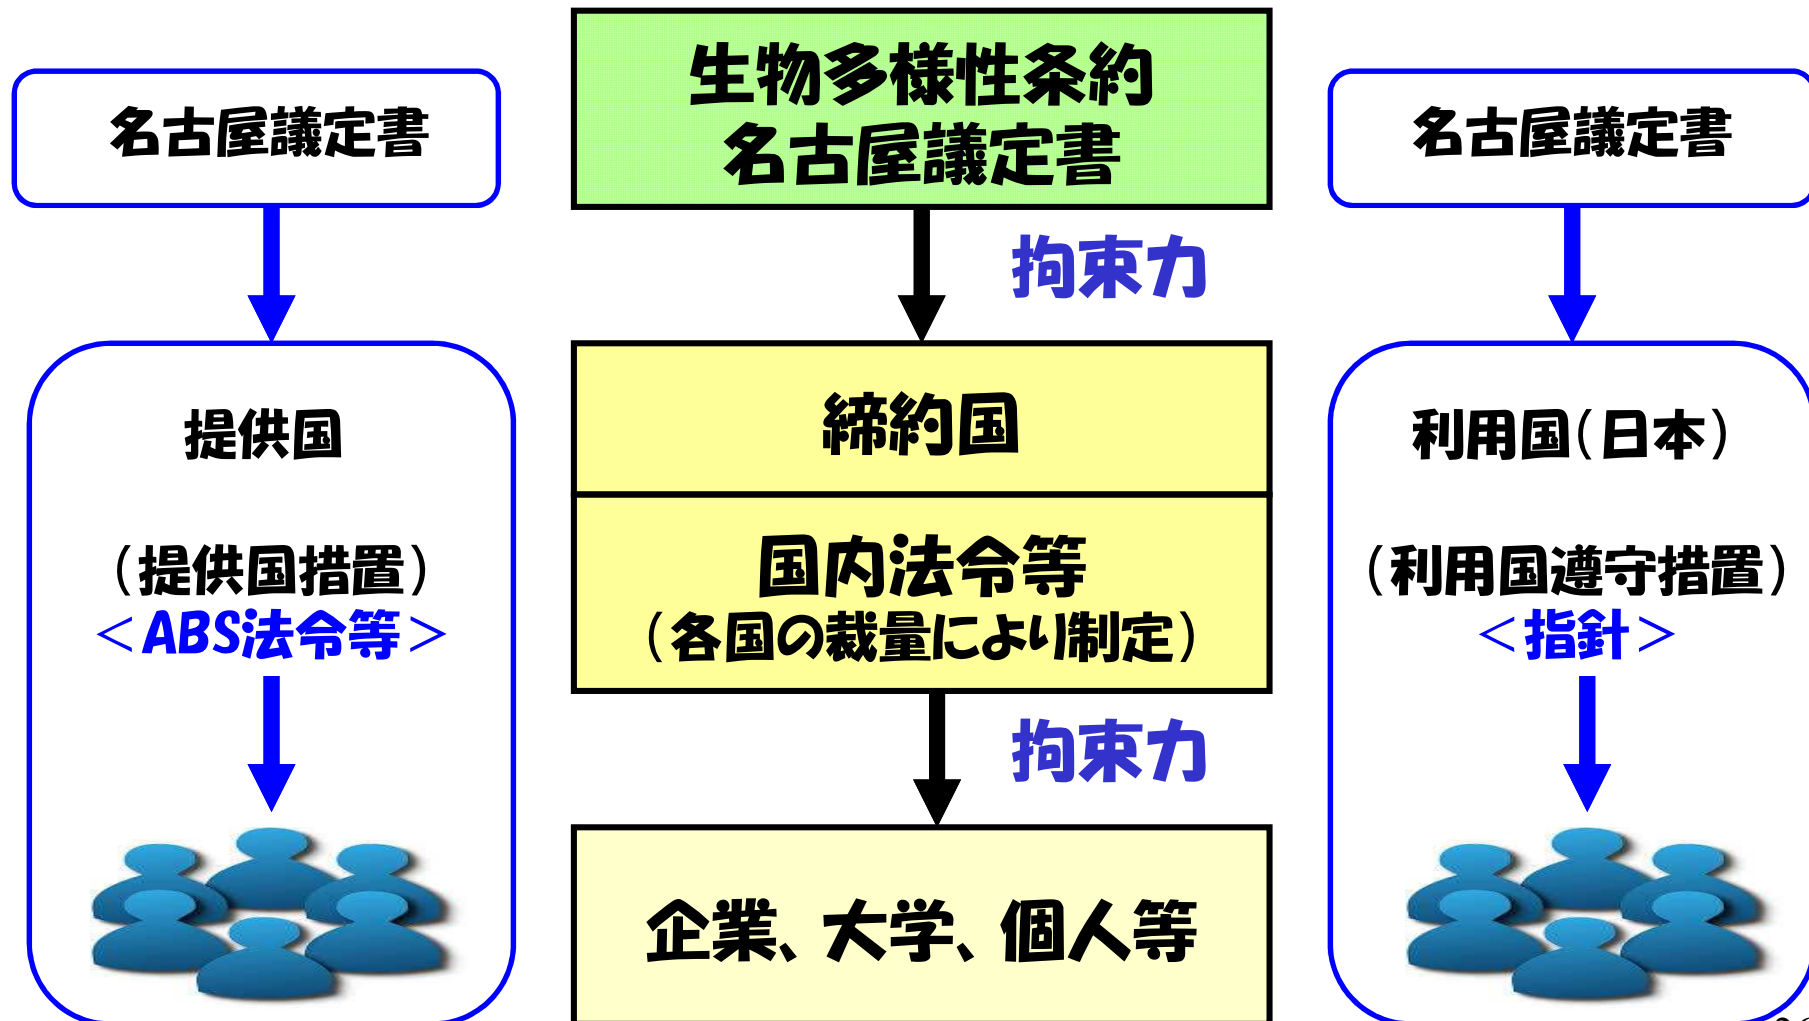 名古屋議定書
提供国
（提供国措置）
＜ABS法令等＞
生物多様性条約
名古屋議定書
拘束力
締約国
国内法令等
（各国の裁量により制定）
拘束力
企業、大学、個人等
名古屋議定書
利用国（日本）
（利用国遵守措置）
＜指針＞